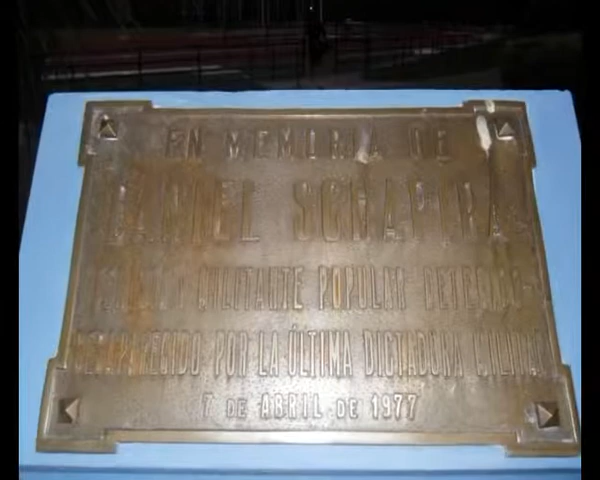 EN MEMORIA DE
DANIEL SCHAPIRA
TENISTA Y MILITANTE POPULAR DETENIDO-
DESAPARECIDO POR LA ÚLTIMA DICTADURA MILITAR
7 DE ABRIL DE 1977